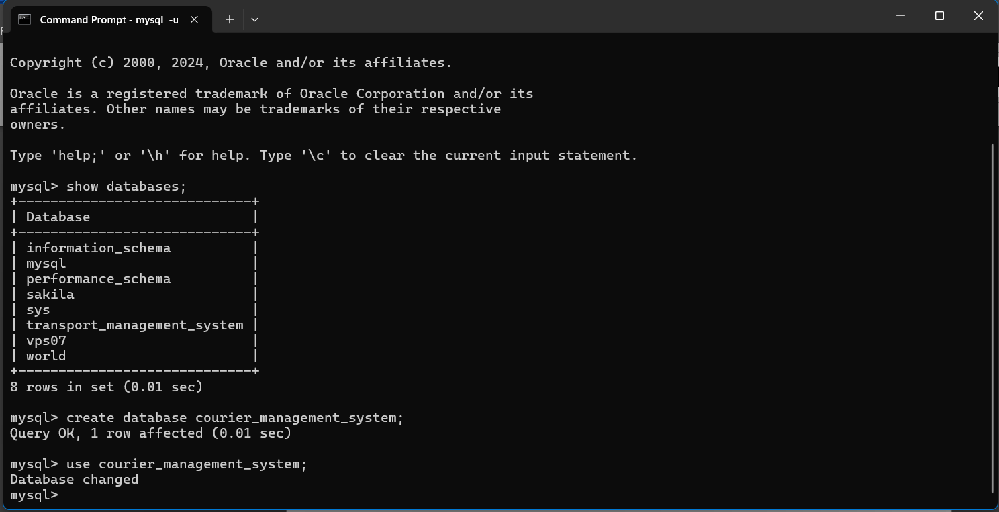 Command Prompt - mysql  -u
Copyright (c) 2000, 2024, Oracle and/or its affiliates.
Oracle is a registered trademark of Oracle Corporation and/or its
affiliates. Other names may be trademarks of their respective
owners.
Type 'help;' or '\h' for help. Type '\c' to clear the current input statement.
mysql> show databases;
+-----------------------------+
| Database                    |
+-----------------------------+
| information_schema          |
| mysql                       |
| performance_schema          |
| sakila                      |
| sys                         |
| transport_management_system |
| vps07                       |
| world                       |
+-----------------------------+
8 rows in set (0.01 sec)
mysql> create database courier_management_system;
Query OK, 1 row affected (0.01 sec)
mysql> use courier_management_system;
Database changed
mysql>